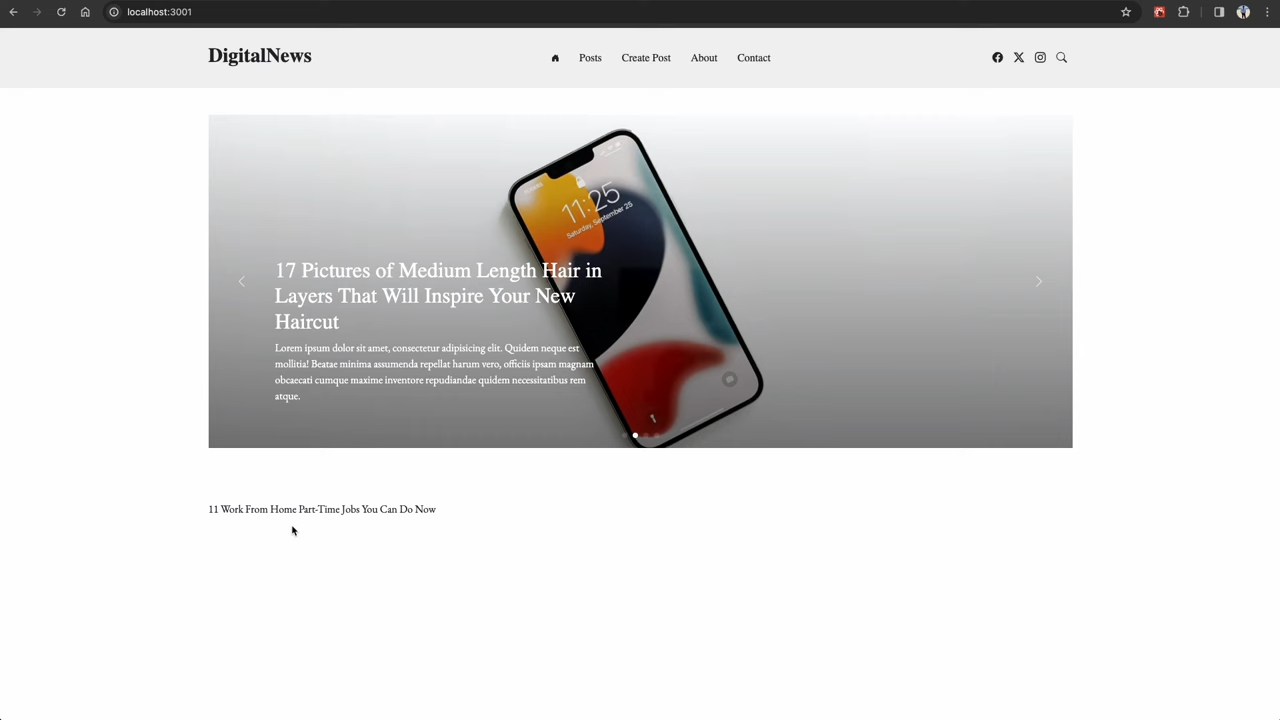 localhost:3001
DigitalNews
Posts Create Post About Contact
11:25
Saturday, September 25
17 Pictures of Medium Length Hair in
Layers That Will Inspire Your New
Haircut
Lorem ipsum dolor sit amet, consectetur adipisicing elit. Quidem neque est
mollitia! Beatae minima assumenda repellat harum vero, officiis ipsam magnam
obcaecati cumque maxime inventore repudiandae quidem necessitatibus rem
atque.
11 Work From Home Part-Time Jobs You Can Do Now